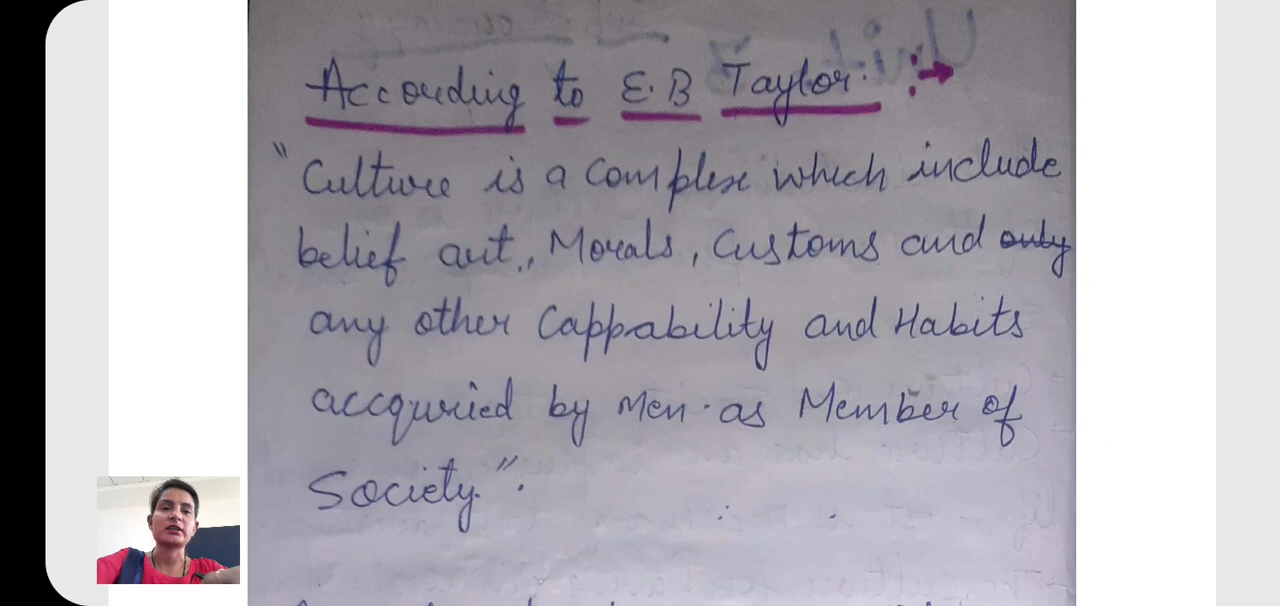 According to E.B Taylor. :→
"Culture is a complex which include
belief art., Morals, Customs and only
any other Cappability and Habits
accquried by Men. as Member of
Society.".